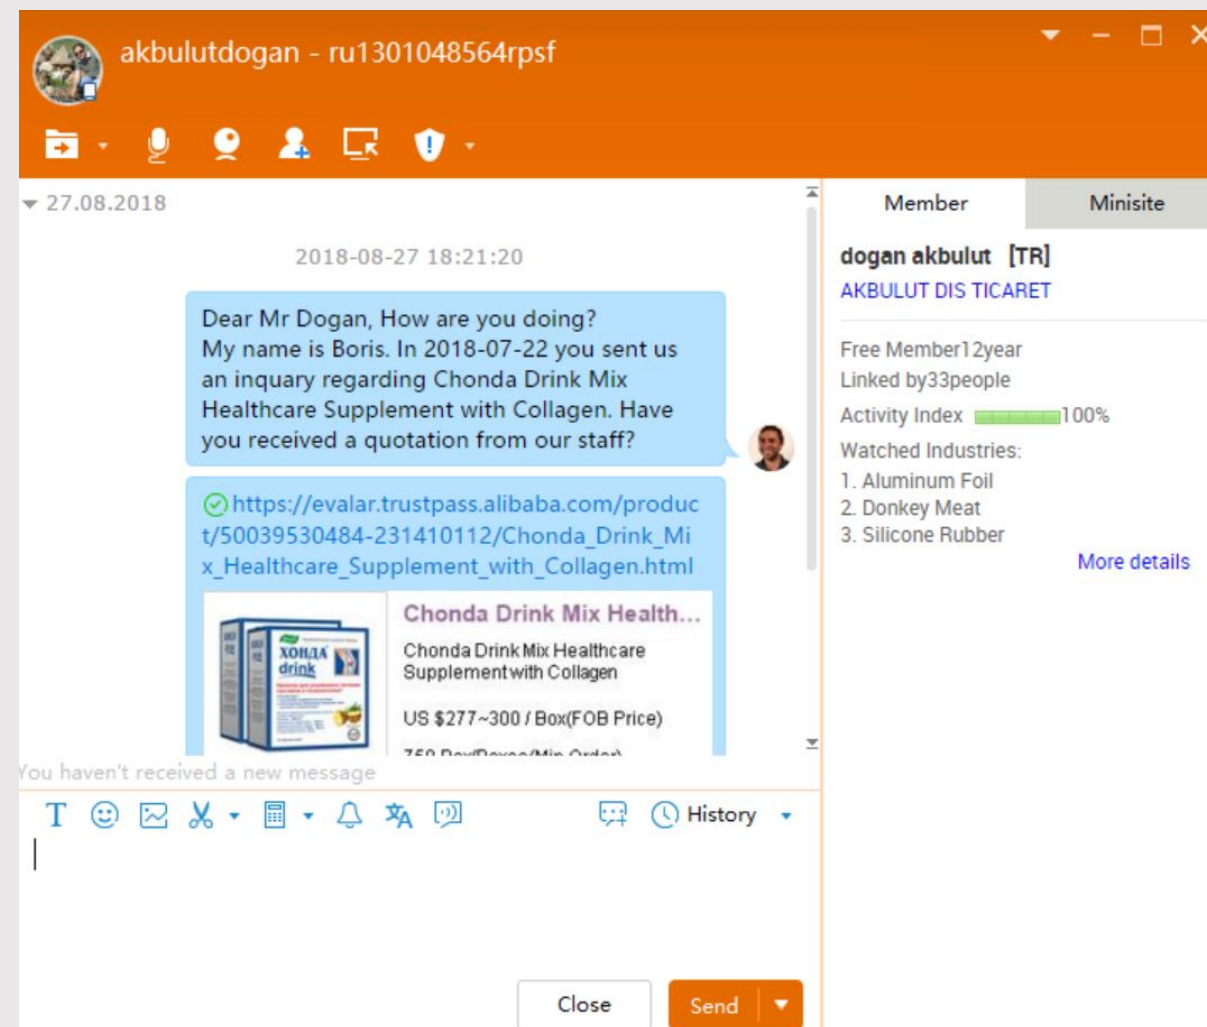 akbulutdogan - ru1301048564rpsf
27.08.2018
2018-08-27 18:21:20
Dear Mr Dogan, How are you doing?
My name is Boris. In 2018-07-22 you sent us
an inquary regarding Chonda Drink Mix
Healthcare Supplement with Collagen. Have
you received a quotation from our staff?
https://evalar.trustpass.alibaba.com/produc
t/50039530484-231410112/Chonda_Drink_Mi
x_Healthcare_Supplement_with_Collagen.html
ХОНДА
drink
Chonda Drink Mix Health...
Chonda Drink Mix Healthcare
Supplement with Collagen
US $277~300 / Box(FOB Price)
You haven't received a new message
History
Close
Send
Member
Minisite
dogan akbulut [TR]
AKBULUT DIS TICARET
Free Member12year
Linked by33people
Activity Index 100%
Watched Industries:
1. Aluminum Foil
2. Donkey Meat
3. Silicone Rubber
More details